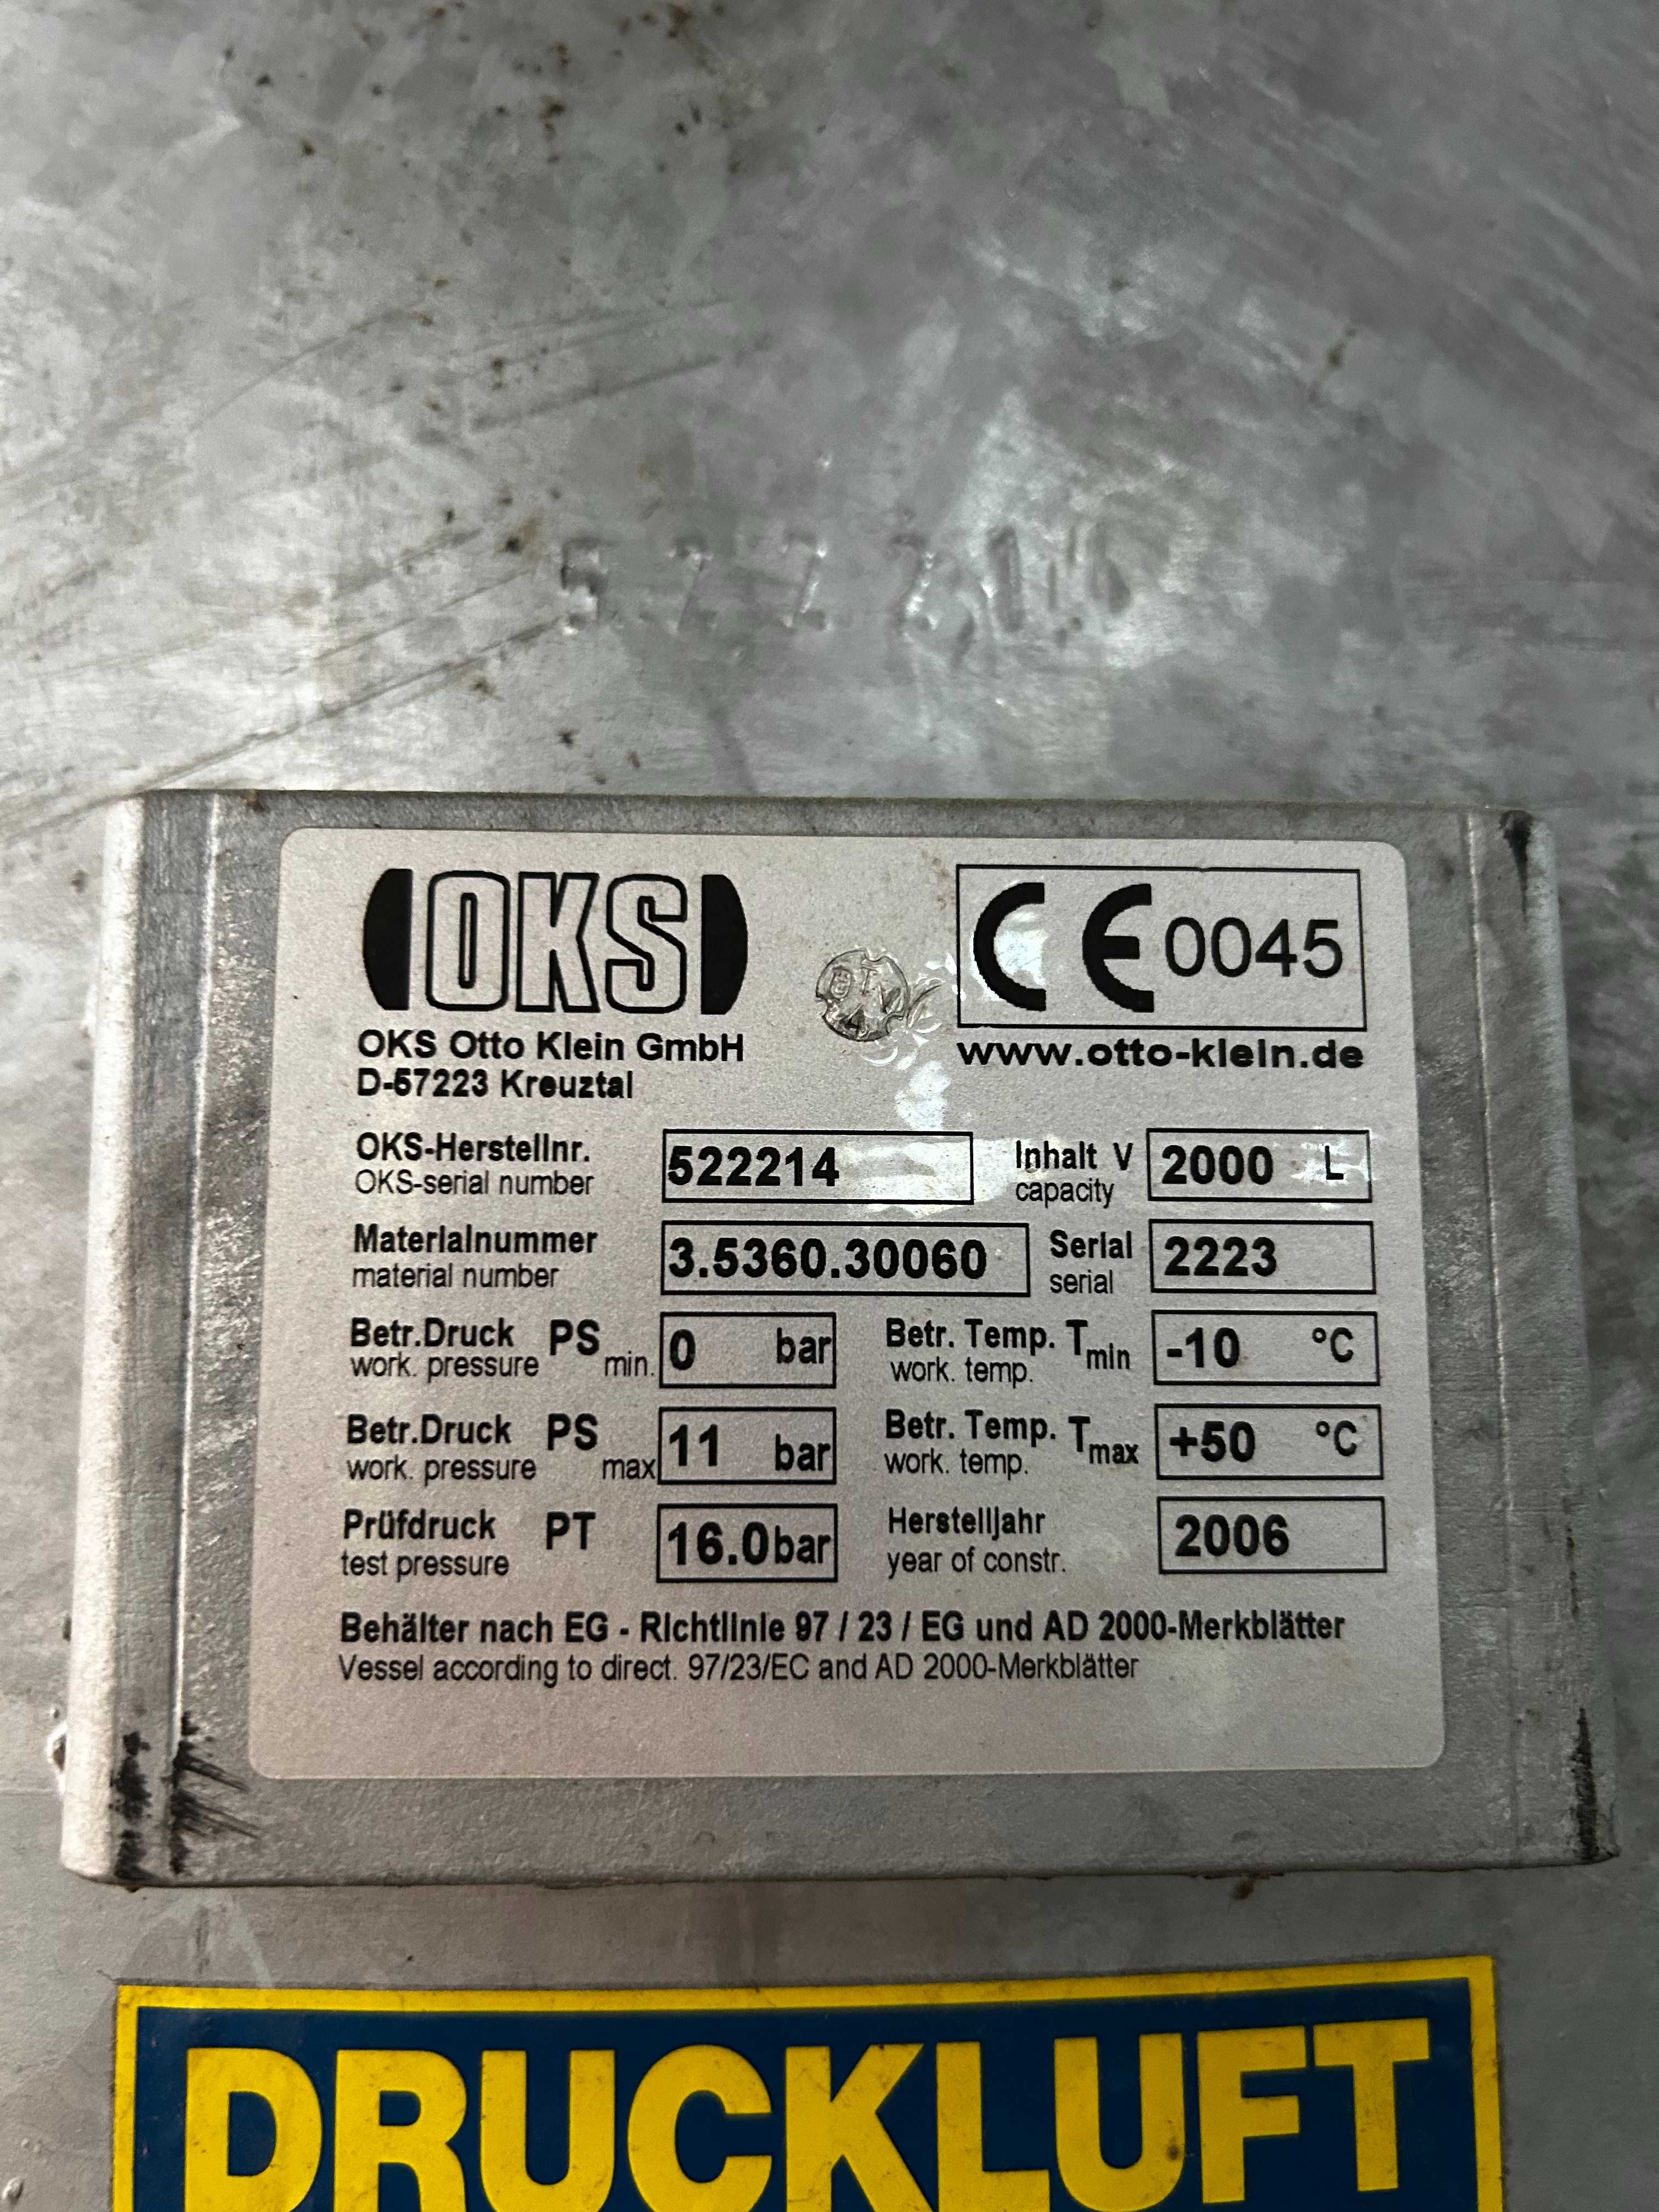 OKS
CE 0045
OKS Otto Klein GmbH
www.otto-klein.de
D-57223 Kreuztal
OKS-Herstellnr. 522214 Inhalt V 2000 L
OKS-serial number capacity
Materialnummer 3.5360.30060 Serial 2223
material number serial
Betr.Druck PS min. 0 bar Betr. Temp. Tmin -10 °C
work. pressure work. temp.
Betr.Druck PS max 11 bar Betr. Temp. Tmax +50 °C
work. pressure work. temp.
Prüfdruck PT 16.0bar Herstelljahr 2006
test pressure year of constr.
Behälter nach EG - Richtlinie 97 / 23 / EG und AD 2000-Merkblätter
Vessel according to direct. 97/23/EC and AD 2000-Merkblätter
DRUCKLUFT